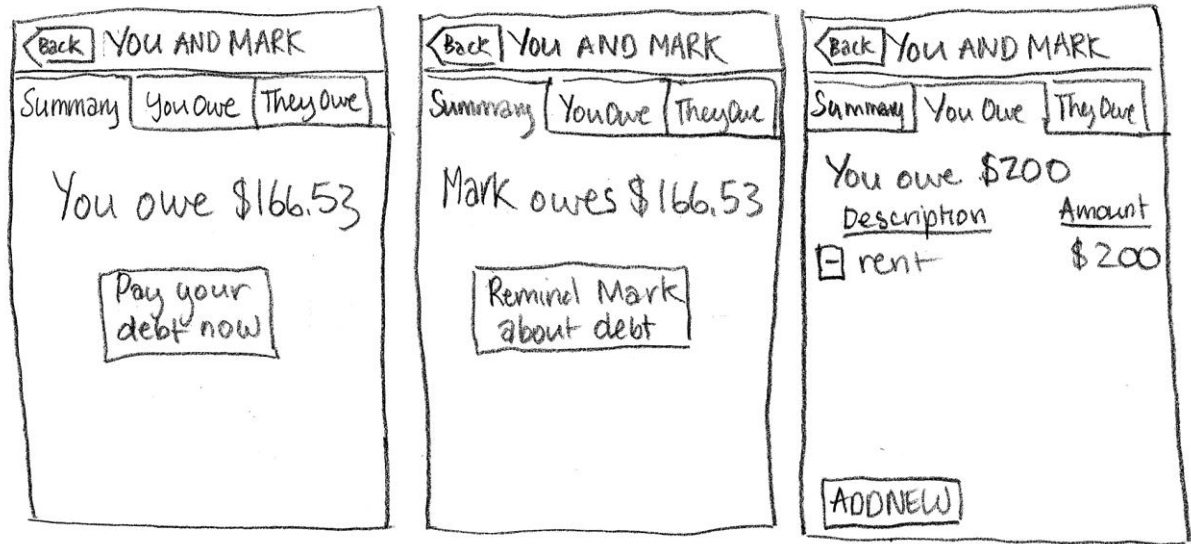 Back YOU AND MARK
Summary You Owe They Owe
You owe $166.53
Pay your
debt now
Back YOU AND MARK
Summary You Owe They Owe
Mark owes $166.53
Remind Mark
about debt
Back YOU AND MARK
Summary You Owe They Owe
You owe $200
Description Amount
rent $200
ADD NEW